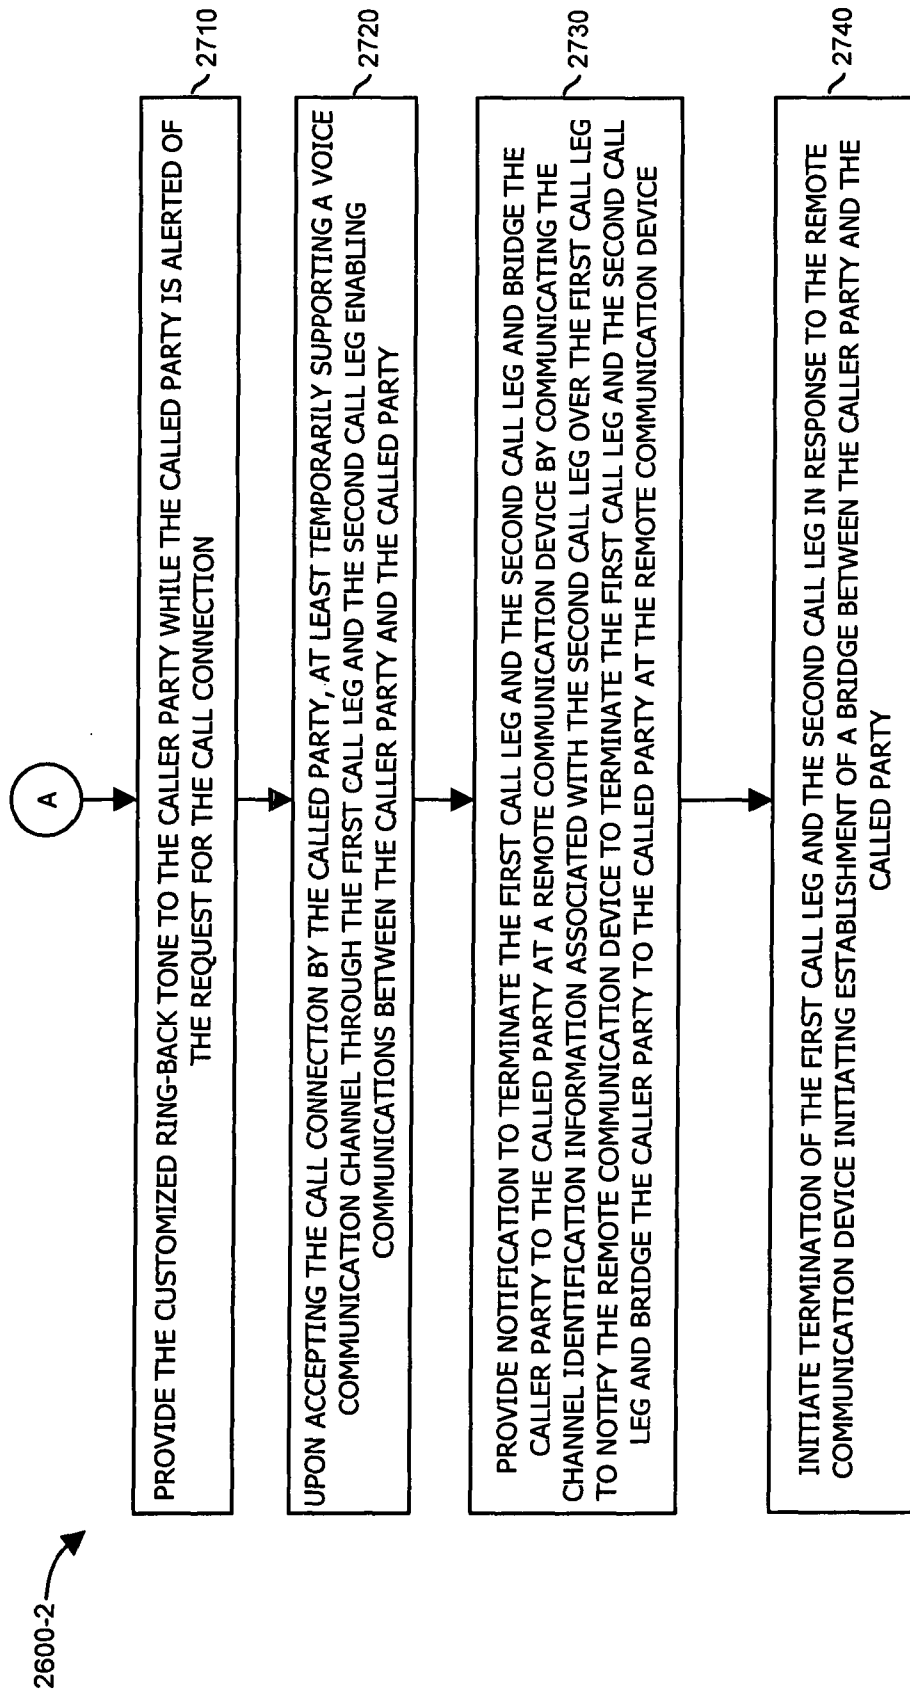 2600-2
A
PROVIDE THE CUSTOMIZED RING-BACK TONE TO THE CALLER PARTY WHILE THE CALLED PARTY IS ALERTED OF
THE REQUEST FOR THE CALL CONNECTION
2710
UPON ACCEPTING THE CALL CONNECTION BY THE CALLED PARTY, AT LEAST TEMPORARILY SUPPORTING A VOICE
COMMUNICATION CHANNEL THROUGH THE FIRST CALL LEG AND THE SECOND CALL LEG ENABLING
COMMUNICATIONS BETWEEN THE CALLER PARTY AND THE CALLED PARTY
2720
PROVIDE NOTIFICATION TO TERMINATE THE FIRST CALL LEG AND THE SECOND CALL LEG AND BRIDGE THE
CALLER PARTY TO THE CALLED PARTY AT A REMOTE COMMUNICATION DEVICE BY COMMUNICATING THE
CHANNEL IDENTIFICATION INFORMATION ASSOCIATED WITH THE SECOND CALL LEG OVER THE FIRST CALL LEG
TO NOTIFY THE REMOTE COMMUNICATION DEVICE TO TERMINATE THE FIRST CALL LEG AND THE SECOND CALL
LEG AND BRIDGE THE CALLER PARTY TO THE CALLED PARTY AT THE REMOTE COMMUNICATION DEVICE
2730
INITIATE TERMINATION OF THE FIRST CALL LEG AND THE SECOND CALL LEG IN RESPONSE TO THE REMOTE
COMMUNICATION DEVICE INITIATING ESTABLISHMENT OF A BRIDGE BETWEEN THE CALLER PARTY AND THE
CALLED PARTY
2740